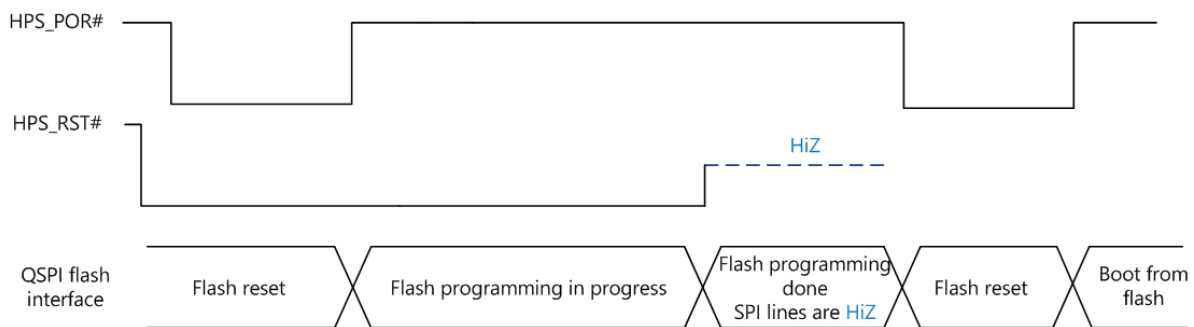 HPS_POR#
HPS_RST#
HiZ
QSPI flash
interface
Flash reset
Flash programming in progress
Flash programming
done
SPI lines are HiZ
Flash reset
Boot from
flash